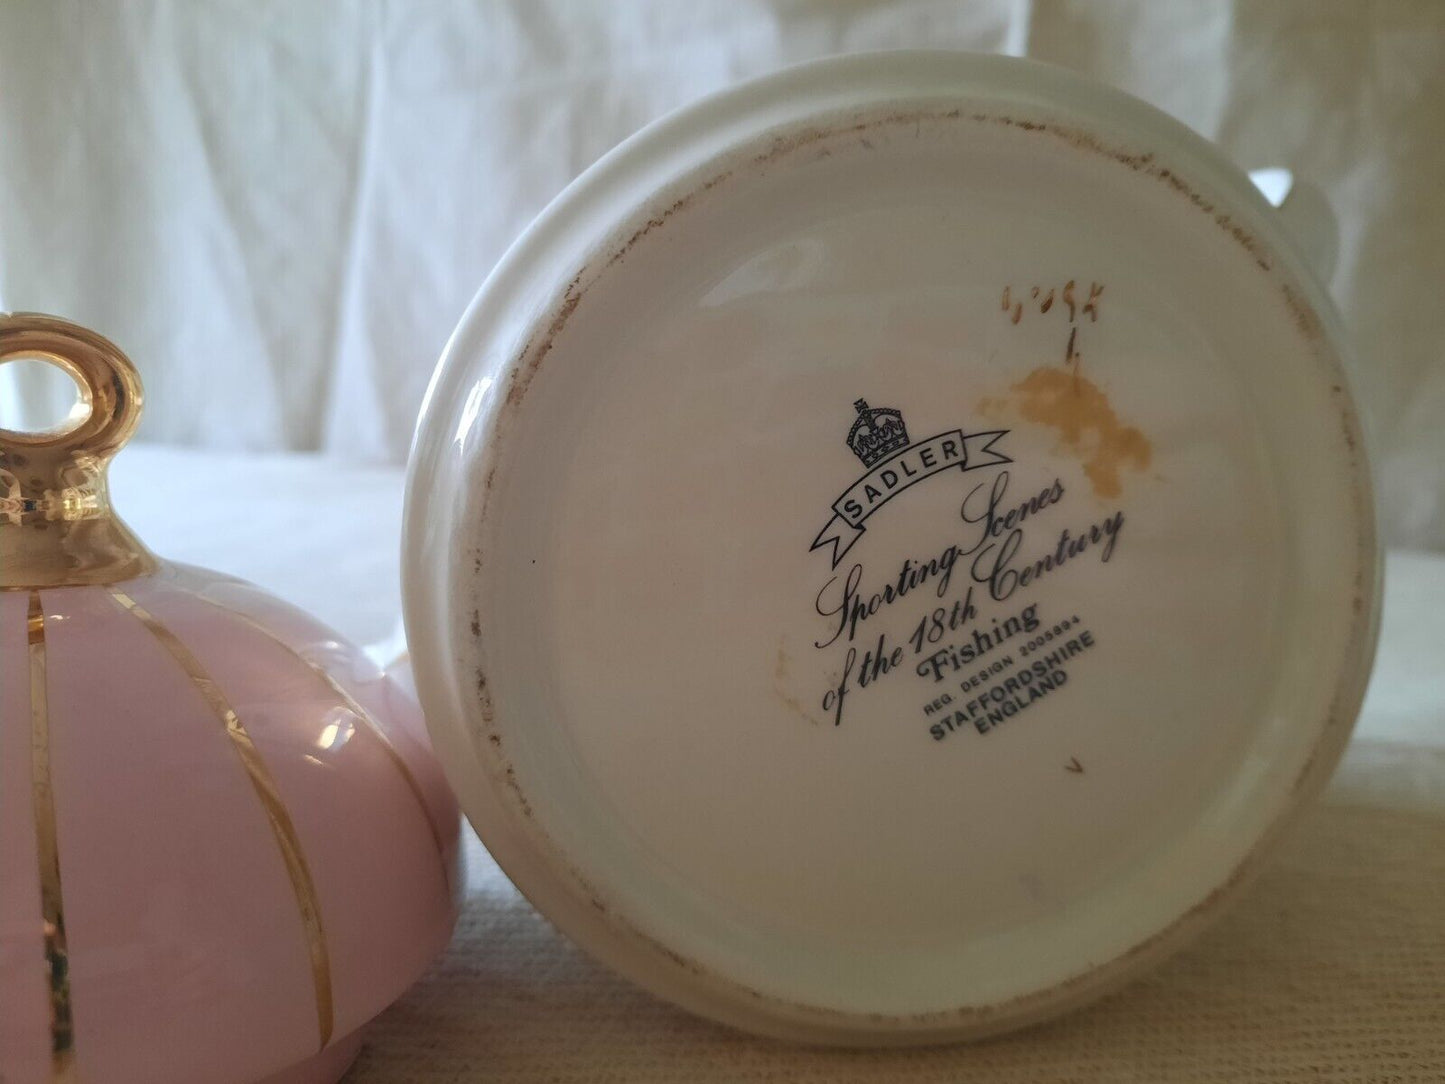 SADLER
Sporting Scenes
of the 18th Century
Fishing
REG. DESIGN 2005894
STAFFORDSHIRE
ENGLAND